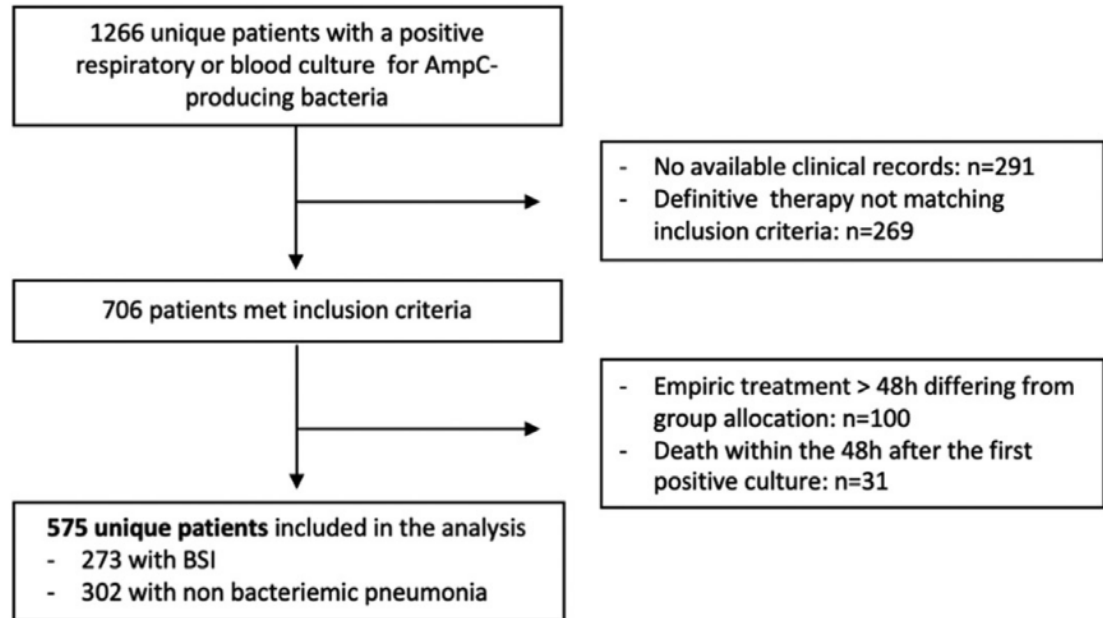 1266 unique patients with a positive
respiratory or blood culture for AmpC-
producing bacteria
- No available clinical records: n=291
- Definitive therapy not matching
inclusion criteria: n=269
706 patients met inclusion criteria
- Empiric treatment > 48h differing from
group allocation: n=100
- Death within the 48h after the first
positive culture: n=31
575 unique patients included in the analysis
- 273 with BSI
- 302 with non bacteriemic pneumonia